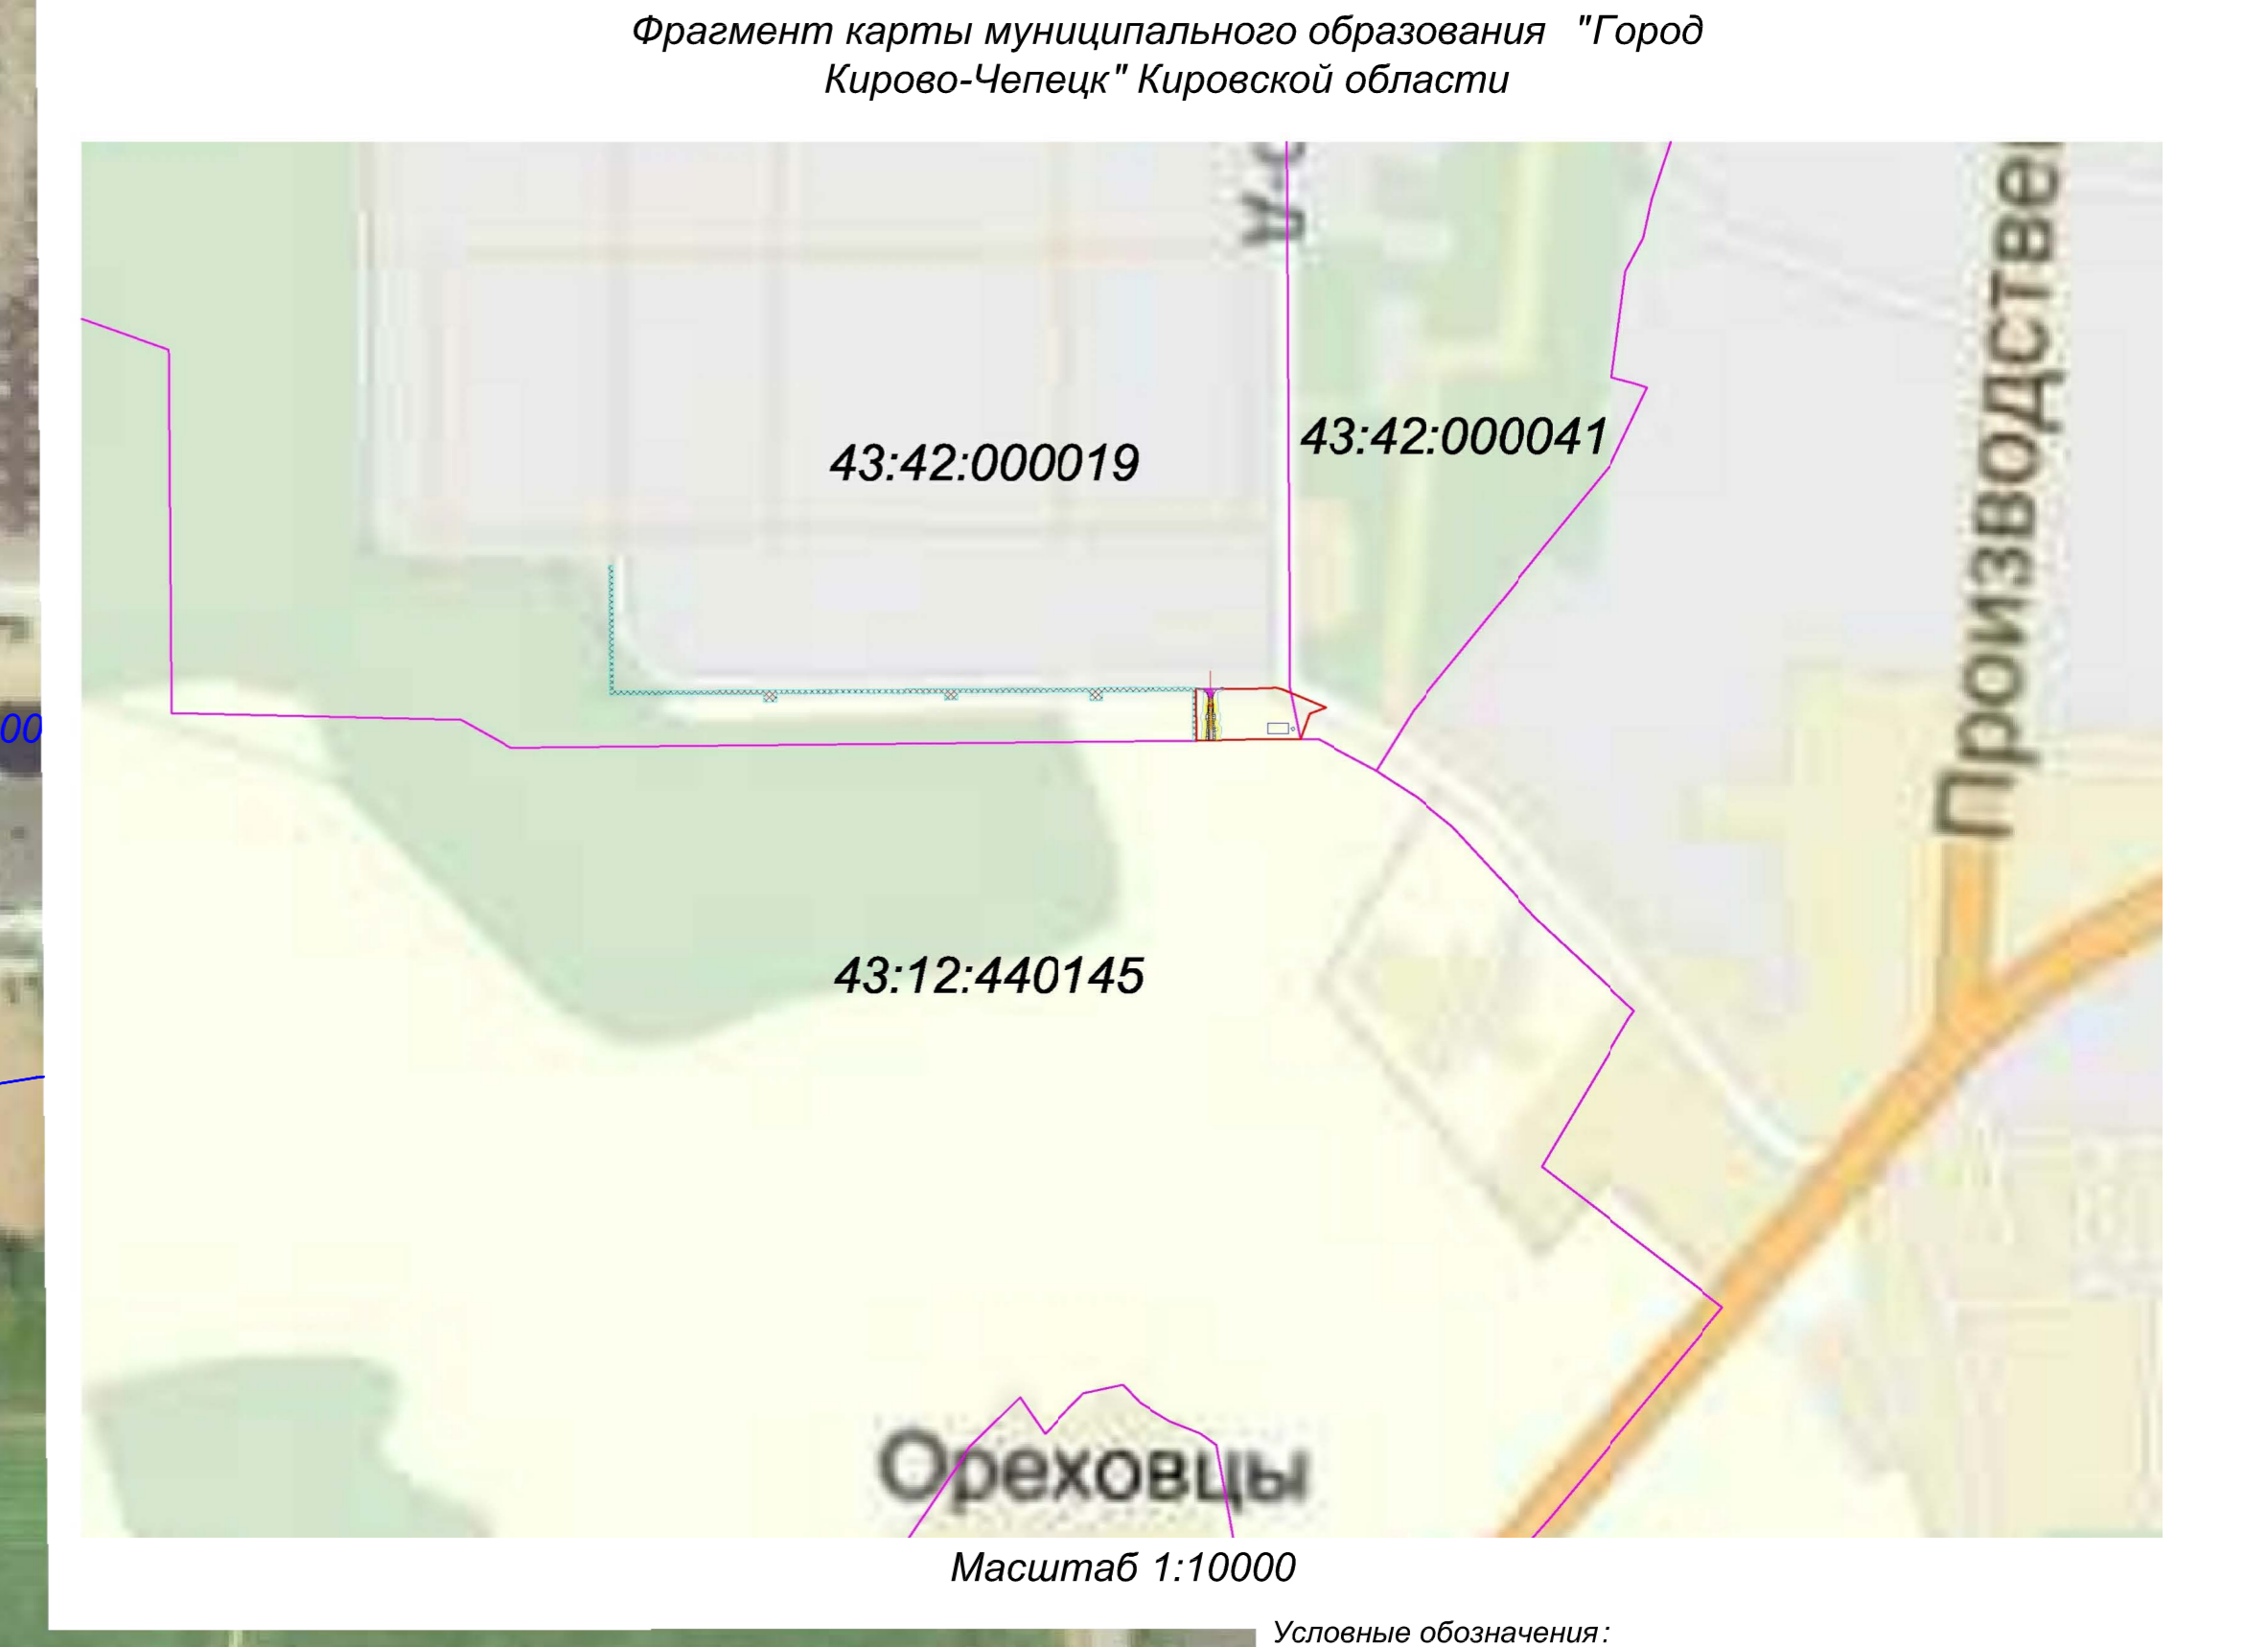 Фрагмент карты муниципального образования "Город
Кирово-Чепецк" Кировской области
43:42:000041
43:42:000019
00
43:12:440145
Ореховцы
Масштаб 1:10000
Условные обозначения: